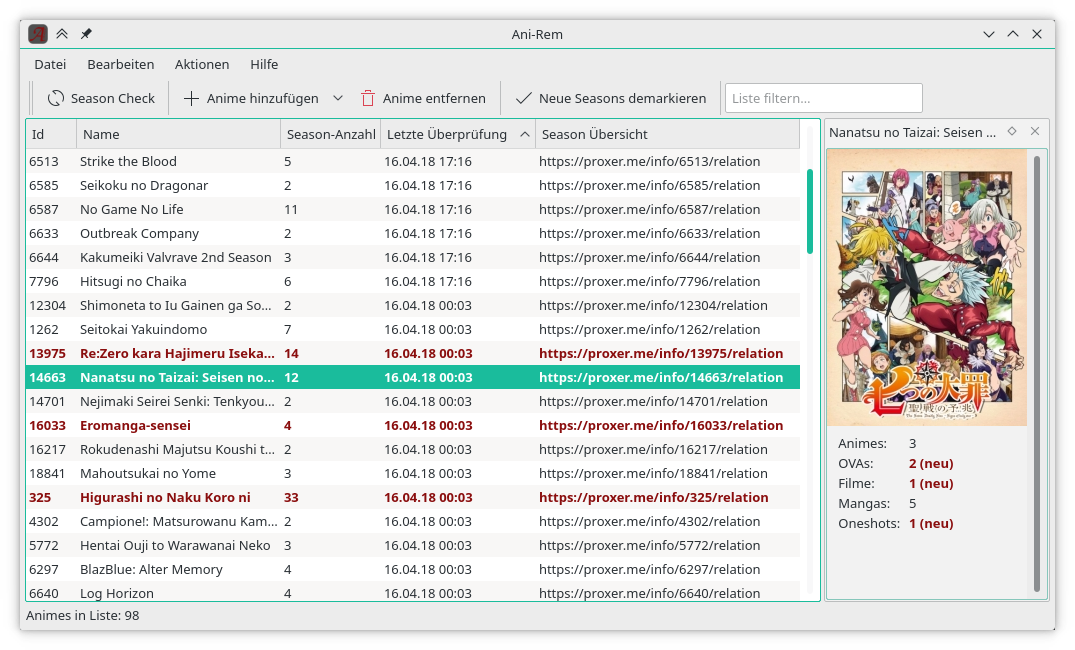 Ani-Rem
Datei Bearbeiten Aktionen Hilfe
Season Check Anime hinzufügen Anime entfernen Neue Seasons demarkieren Liste filtern...
Id Name Season-Anzahl Letzte Überprüfung Season Übersicht
6513 Strike the Blood 5 16.04.18 17:16 https://proxer.me/info/6513/relation
6585 Seikoku no Dragonar 2 16.04.18 17:16 https://proxer.me/info/6585/relation
6587 No Game No Life 11 16.04.18 17:16 https://proxer.me/info/6587/relation
6633 Outbreak Company 2 16.04.18 17:16 https://proxer.me/info/6633/relation
6644 Kakumeiki Valvrave 2nd Season 3 16.04.18 17:16 https://proxer.me/info/6644/relation
7796 Hitsugi no Chaika 6 16.04.18 17:16 https://proxer.me/info/7796/relation
12304 Shimoneta to Iu Gainen ga So... 2 16.04.18 00:03 https://proxer.me/info/12304/relation
1262 Seitokai Yakuindomo 7 16.04.18 00:03 https://proxer.me/info/1262/relation
13975 Re:Zero kara Hajimeru Iseka... 14 16.04.18 00:03 https://proxer.me/info/13975/relation
14663 Nanatsu no Taizai: Seisen no... 12 16.04.18 00:03 https://proxer.me/info/14663/relation
14701 Nejimaki Seirei Senki: Tenkyou... 2 16.04.18 00:03 https://proxer.me/info/14701/relation
16033 Eromanga-sensei 4 16.04.18 00:03 https://proxer.me/info/16033/relation
16217 Rokudenashi Majutsu Koushi t... 2 16.04.18 00:03 https://proxer.me/info/16217/relation
18841 Mahoutsukai no Yome 3 16.04.18 00:03 https://proxer.me/info/18841/relation
325 Higurashi no Naku Koro ni 33 16.04.18 00:03 https://proxer.me/info/325/relation
4302 Campione!: Matsurowanu Kam... 2 16.04.18 00:03 https://proxer.me/info/4302/relation
5772 Hentai Ouji to Warawanai Neko 3 16.04.18 00:03 https://proxer.me/info/5772/relation
6297 BlazBlue: Alter Memory 4 16.04.18 00:03 https://proxer.me/info/6297/relation
6640 Log Horizon 4 16.04.18 00:03 https://proxer.me/info/6640/relation
Nanatsu no Taizai: Seisen ...
七つの大罪
聖戦の予兆
Animes: 3
OVAs: 2 (neu)
Filme: 1 (neu)
Mangas: 5
Oneshots: 1 (neu)
Animes in Liste: 98